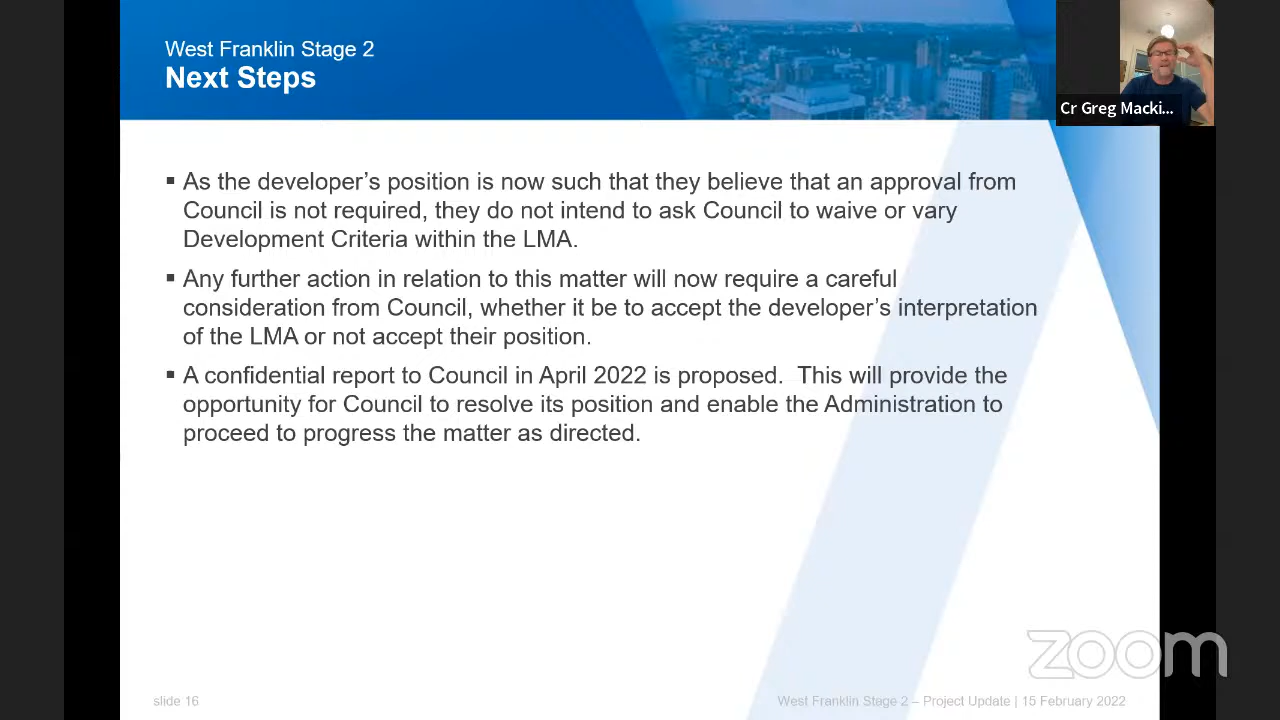 West Franklin Stage 2
Next Steps
Cr Greg Macki...
▪ As the developer's position is now such that they believe that an approval from
Council is not required, they do not intend to ask Council to waive or vary
Development Criteria within the LMA.
▪ Any further action in relation to this matter will now require a careful
consideration from Council, whether it be to accept the developer's interpretation
of the LMA or not accept their position.
▪ A confidential report to Council in April 2022 is proposed.  This will provide the
opportunity for Council to resolve its position and enable the Administration to
proceed to progress the matter as directed.
zoom
slide 16
West Franklin Stage 2 – Project Update | 15 February 2022